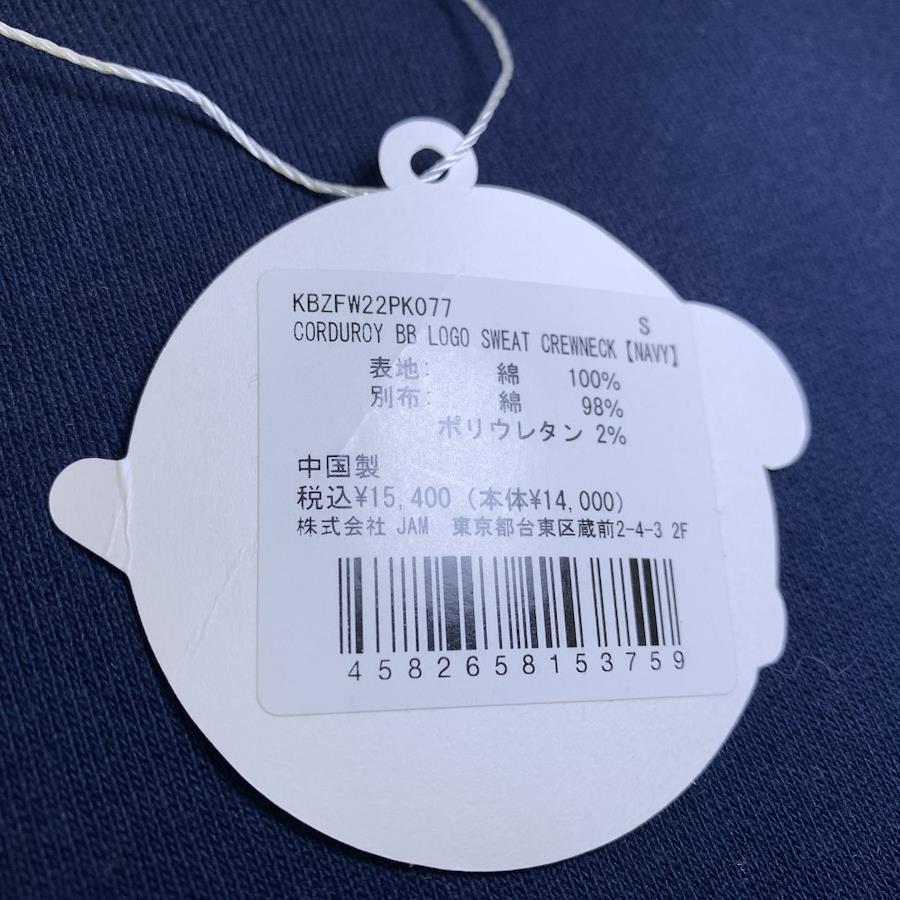 KBZFW22PK077
S
CORDUROY BB LOGO SWEAT CREWNECK【NAVY】
表地: 綿 100%
別布: 綿 98%
ポリウレタン 2%
中国製
税込¥15,400 (本体¥14,000)
株式会社 JAM 東京都台東区蔵前2-4-3 2F
4582658153759